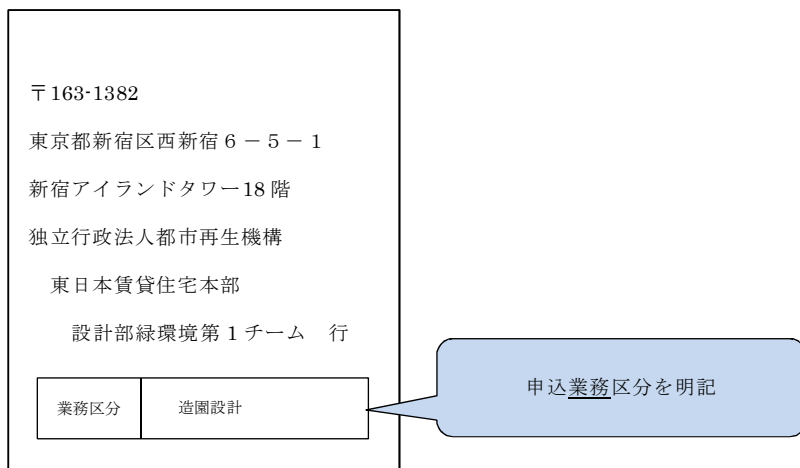 〒163-1382
東京都新宿区西新宿６－５－１
新宿アイランドタワー18 階
独立行政法人都市再生機構
東日本賃貸住宅本部
設計部緑環境第１チーム　行
業務区分　造園設計
申込業務区分を明記